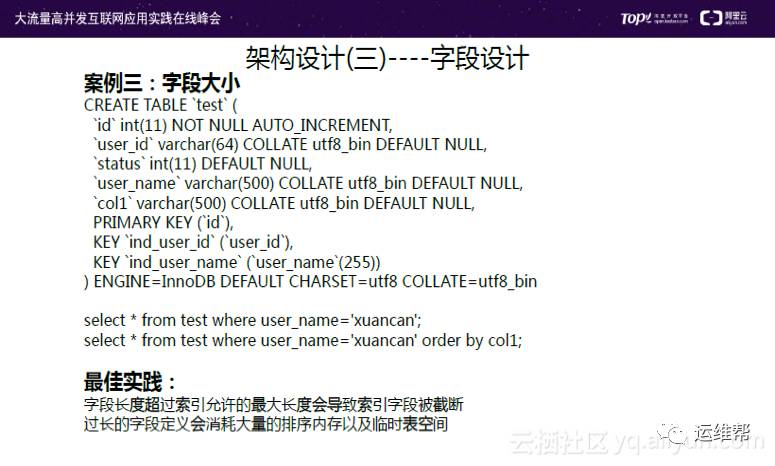 大流量高并发互联网应用实践在线峰会
TOP! 阿里开放平台 阿里云
架构设计(三)----字段设计
案例三：字段大小
CREATE TABLE `test` (
`id` int(11) NOT NULL AUTO_INCREMENT,
`user_id` varchar(64) COLLATE utf8_bin DEFAULT NULL,
`status` int(11) DEFAULT NULL,
`user_name` varchar(500) COLLATE utf8_bin DEFAULT NULL,
`col1` varchar(500) COLLATE utf8_bin DEFAULT NULL,
PRIMARY KEY (`id`),
KEY `ind_user_id` (`user_id`),
KEY `ind_user_name` (`user_name`(255))
) ENGINE=InnoDB DEFAULT CHARSET=utf8 COLLATE=utf8_bin
select * from test where user_name='xuancan';
select * from test where user_name='xuancan' order by col1;
最佳实践：
字段长度超过索引允许的最大长度会导致索引字段被截断
过长的字段定义会消耗大量的排序内存以及临时表空间
云栖社区 yq.aliyun.com
运维帮